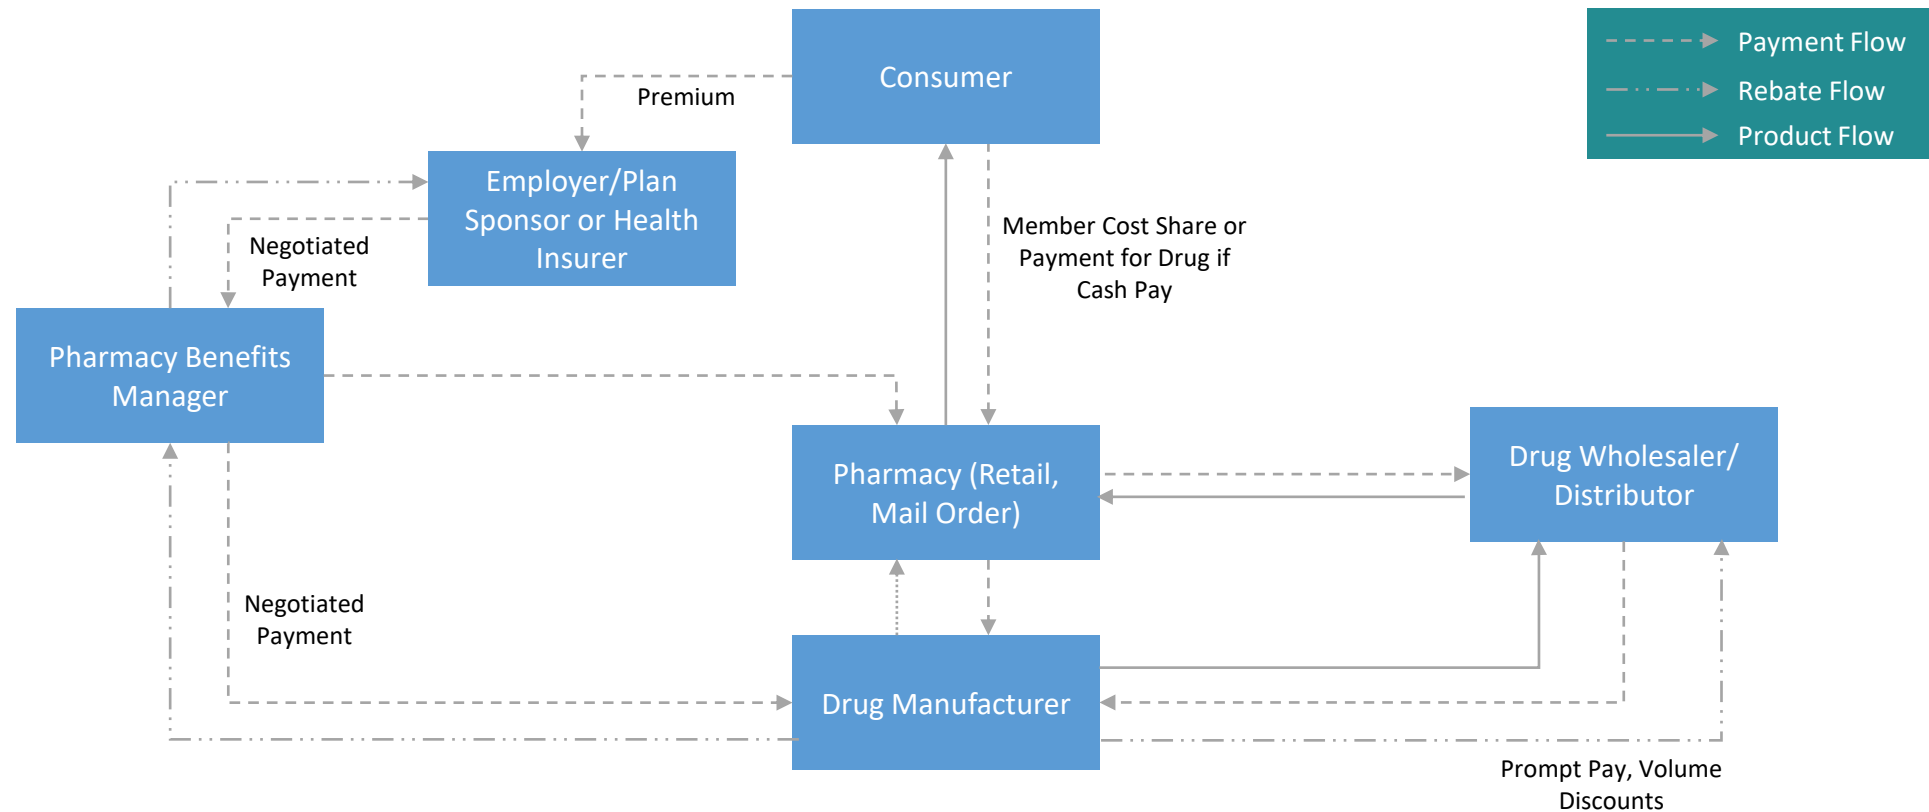 Consumer
Payment Flow
Rebate Flow
Product Flow
Premium
Employer/Plan
Sponsor or Health
Insurer
Negotiated
Payment
Member Cost Share or
Payment for Drug if
Cash Pay
Pharmacy Benefits
Manager
Pharmacy (Retail,
Mail Order)
Drug Wholesaler/
Distributor
Negotiated
Payment
Drug Manufacturer
Prompt Pay, Volume
Discounts